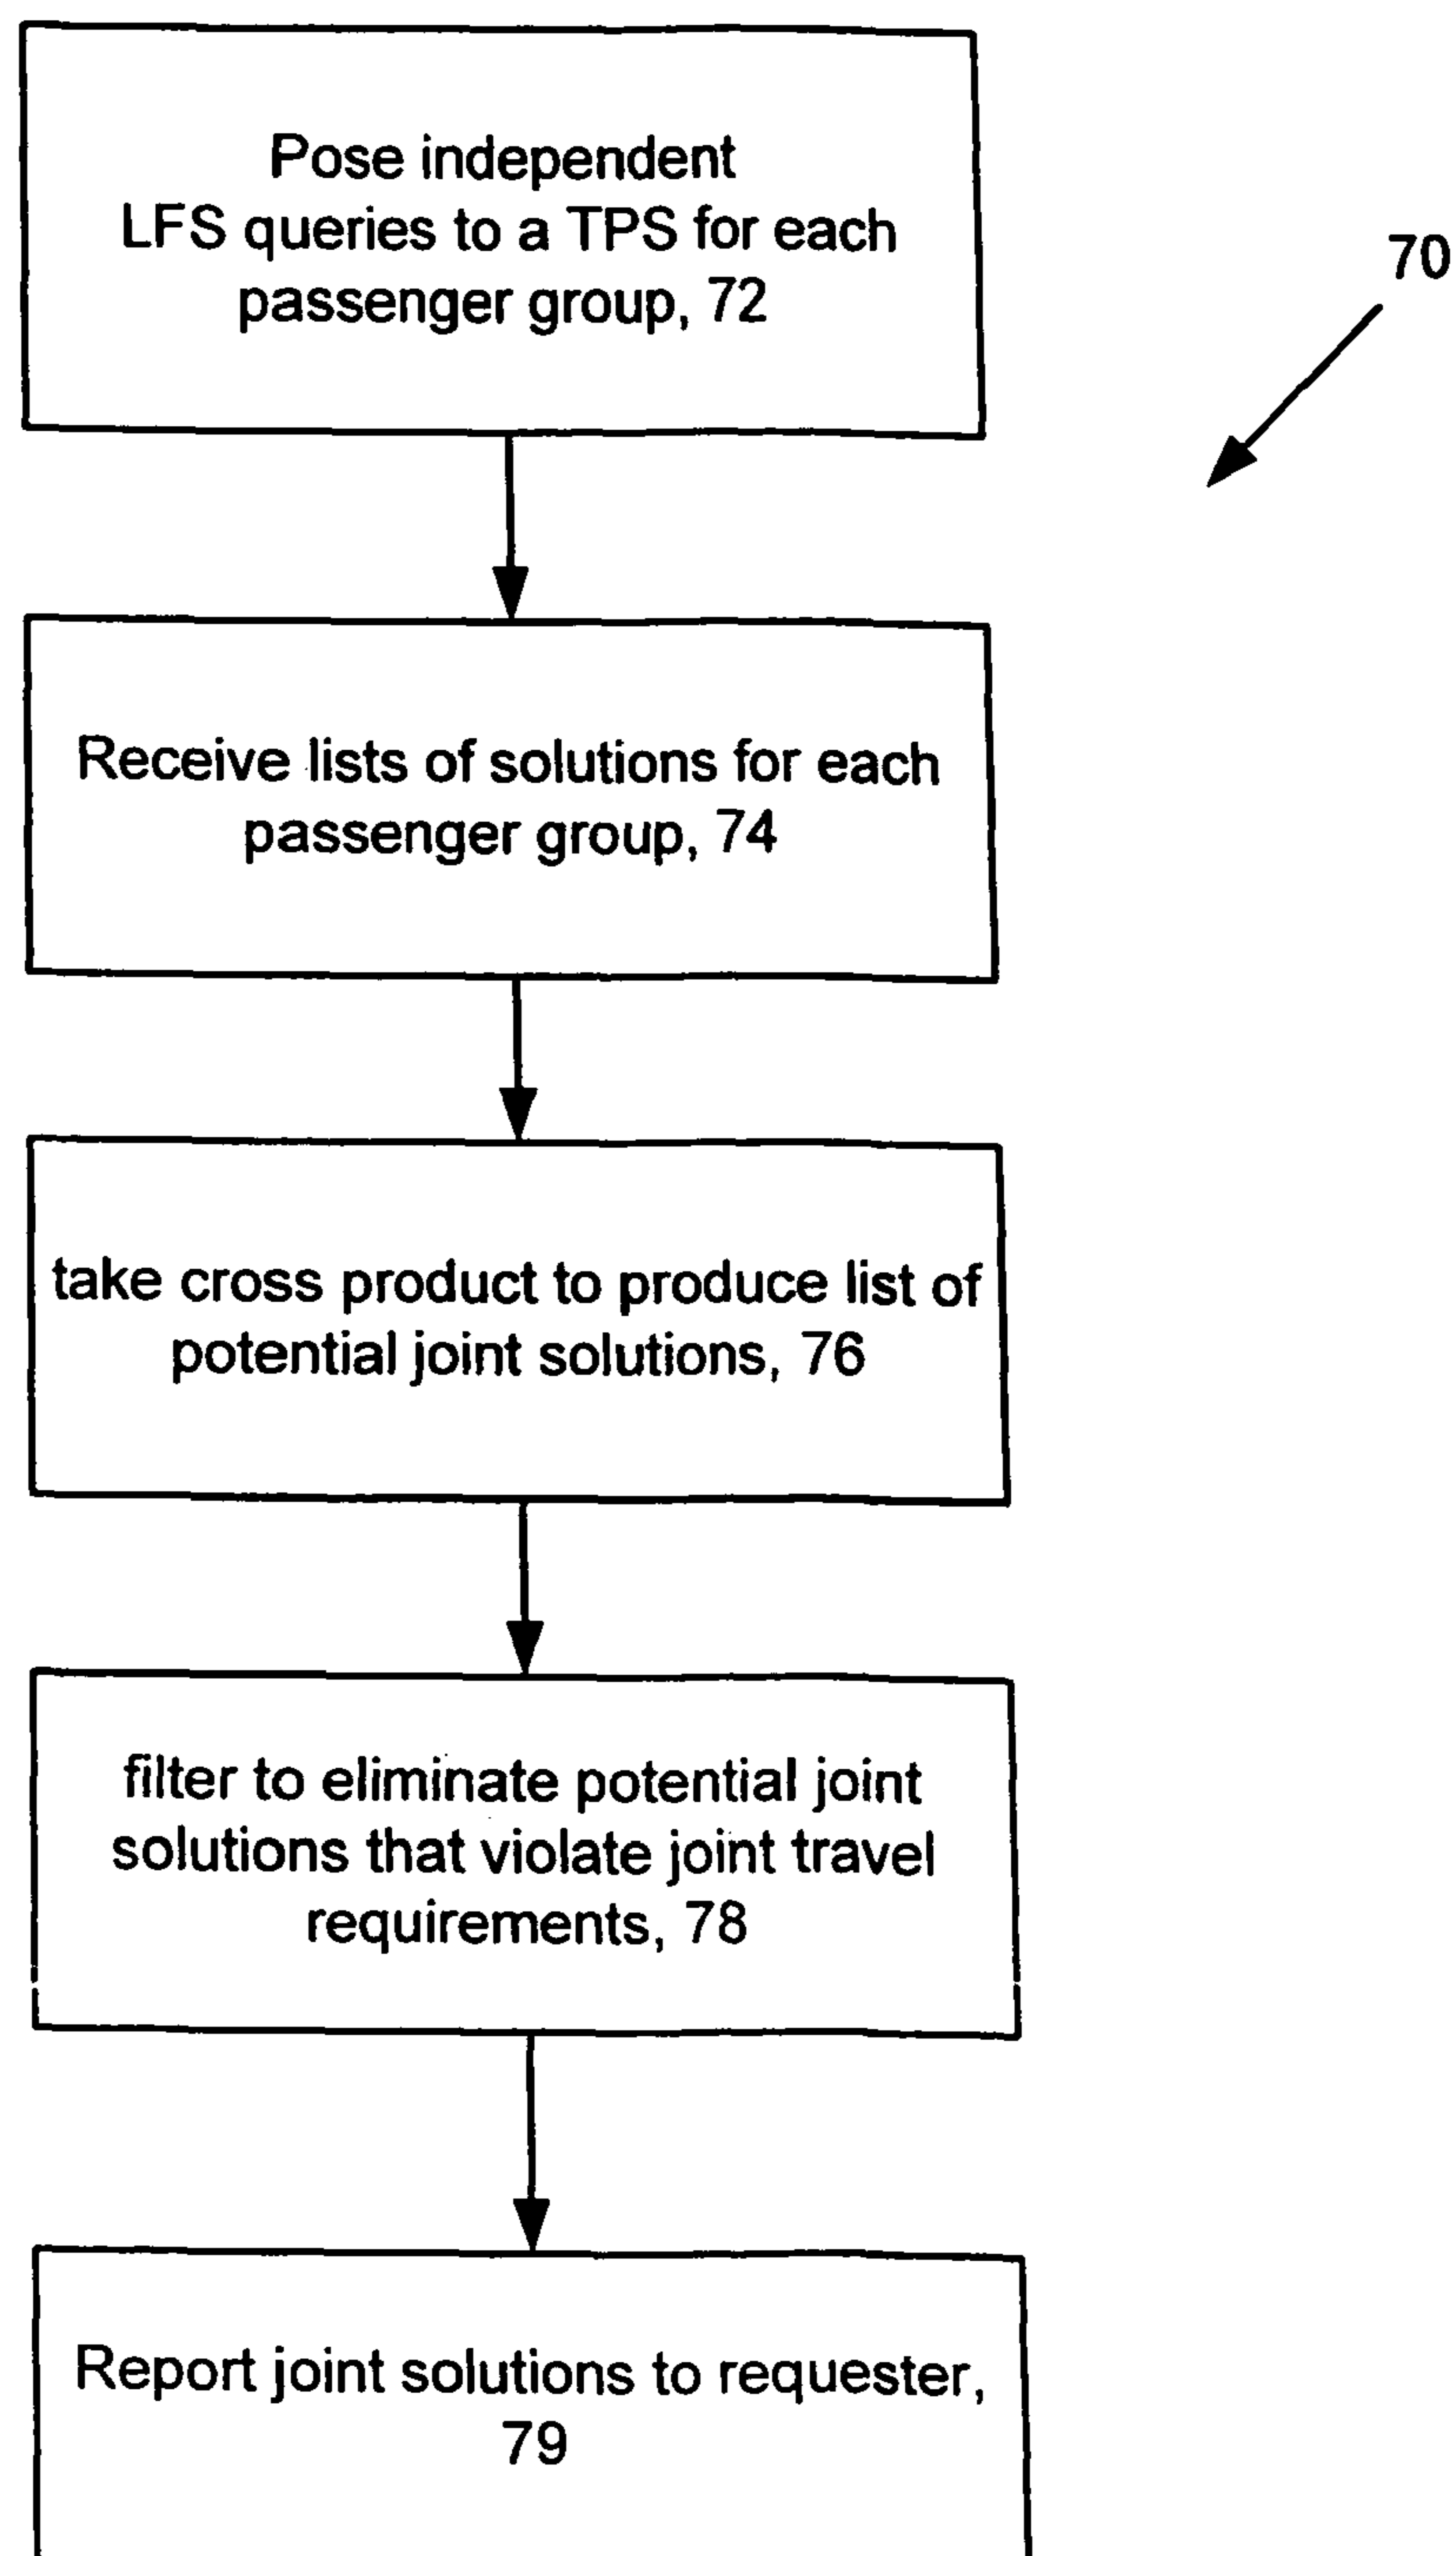 Pose independent
LFS queries to a TPS for each
passenger group, 72
70
Receive lists of solutions for each
passenger group, 74
take cross product to produce list of
potential joint solutions, 76
filter to eliminate potential joint
solutions that violate joint travel
requirements, 78
Report joint solutions to requester,
79